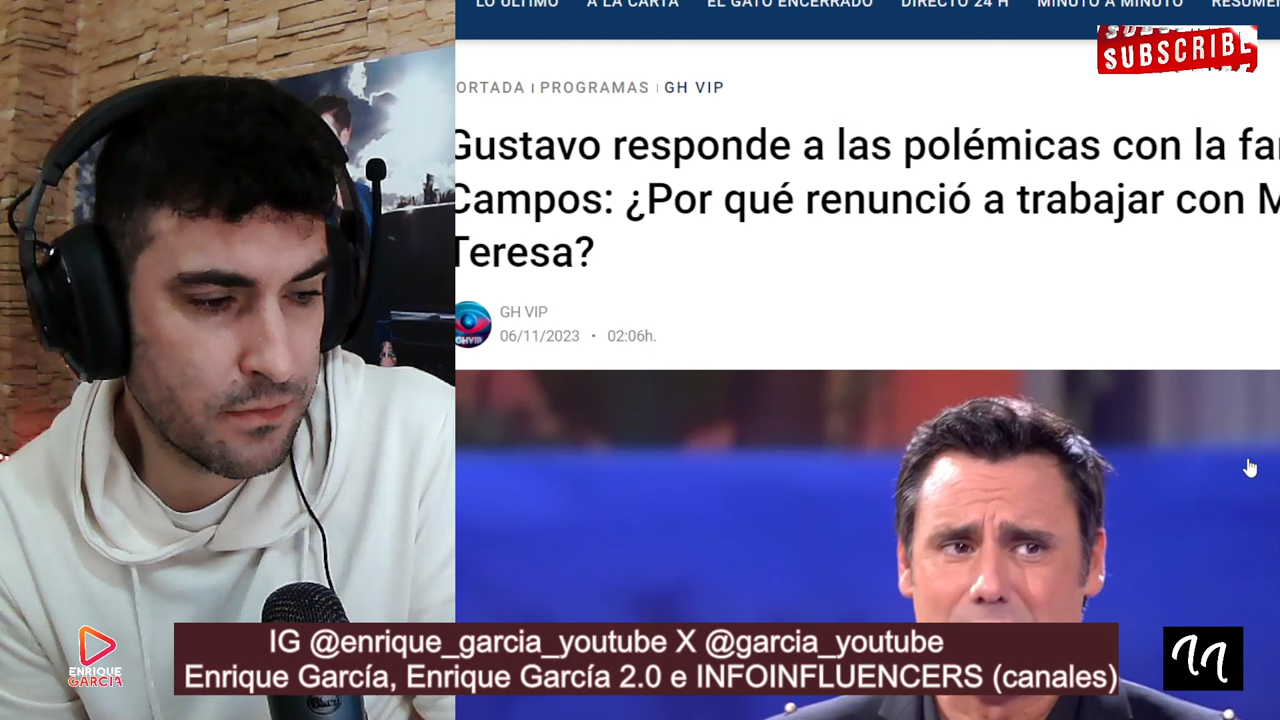 LO ÚLTIMO A LA CARTA EL GATO ENCERRADO DIRECTO 24 H MINUTO A MINUTO
SUBSCRIBE
ORTADA | PROGRAMAS | GH VIP
Gustavo responde a las polémicas con la
Campos: ¿Por qué renunció a trabajar con
Teresa?
GH VIP
06/11/2023 · 02:06h.
GHVIP
IG @enrique_garcia_youtube X @garcia_youtube
Enrique García, Enrique García 2.0 e INFOINFLUENCERS (canales)
ENRIQUE
GARCÍA